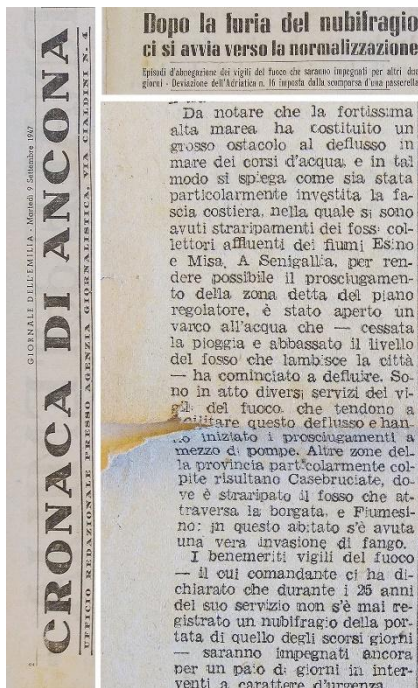 GIORNALE DELL'EMILIA - Martedì 9 Settembre 1947
CRONACA DI ANCONA
UFFICIO REDAZIONALE PRESSO AGENZIA GIORNALISTICA, VIA CIALDINI N. 4
Dopo la furia del nubifragio
ci si avvia verso la normalizzazione
Episodi d'abnegazione dei vigili del fuoco che saranno impegnati per altri due
giorni - Deviazione dell'Adriatica n. 16 imposta dalla scomparsa d'una passerella
Da notare che la fortissima
alta marea ha costituito un
grosso ostacolo al deflusso in
mare dei corsi d'acqua, e in tal
modo si spiega come sia stata
particolarmente investita la fa-
scia costiera, nella quale si sono
avuti straripamenti dei fossi col-
lettori affluenti dei fiumi Esino
e Misa. A Senigallia, per ren-
dere possibile il prosciugamen-
to della zona detta del piano
regolatore, è stato aperto un
varco all'acqua che — cessata
la pioggia e abbassato il livello
del fosso che lambisce la città
— ha cominciato a defluire. So-
no in atto diversi servizi dei vi-
gili del fuoco, che tendono a
facilitare questo deflusso e han-
no iniziato i prosciugamenti a
mezzo di pompe. Altre zone del-
la provincia particolarmente col-
pite risultano Casebruciate, do-
ve è straripato il fosso che at-
traversa la borgata, e Fiumesi-
no: in questo abitato s'è avuta
una vera invasione di fango.
I benemeriti vigili del fuoco
— il cui comandante ci ha di-
chiarato che durante i 25 anni
del suo servizio non s'è mai re-
gistrato un nubifragio della por-
tata di quello degli scorsi giorni
— saranno impegnati ancora
per un paio di giorni in inter-
venti a carattere d'urgenza